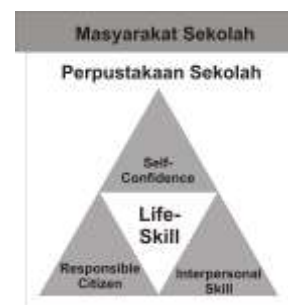 Masyarakat Sekolah
Perpustakaan Sekolah
Self-
Confidence
Life-
Skill
Responsible
Citizen
Interpersonal
Skill